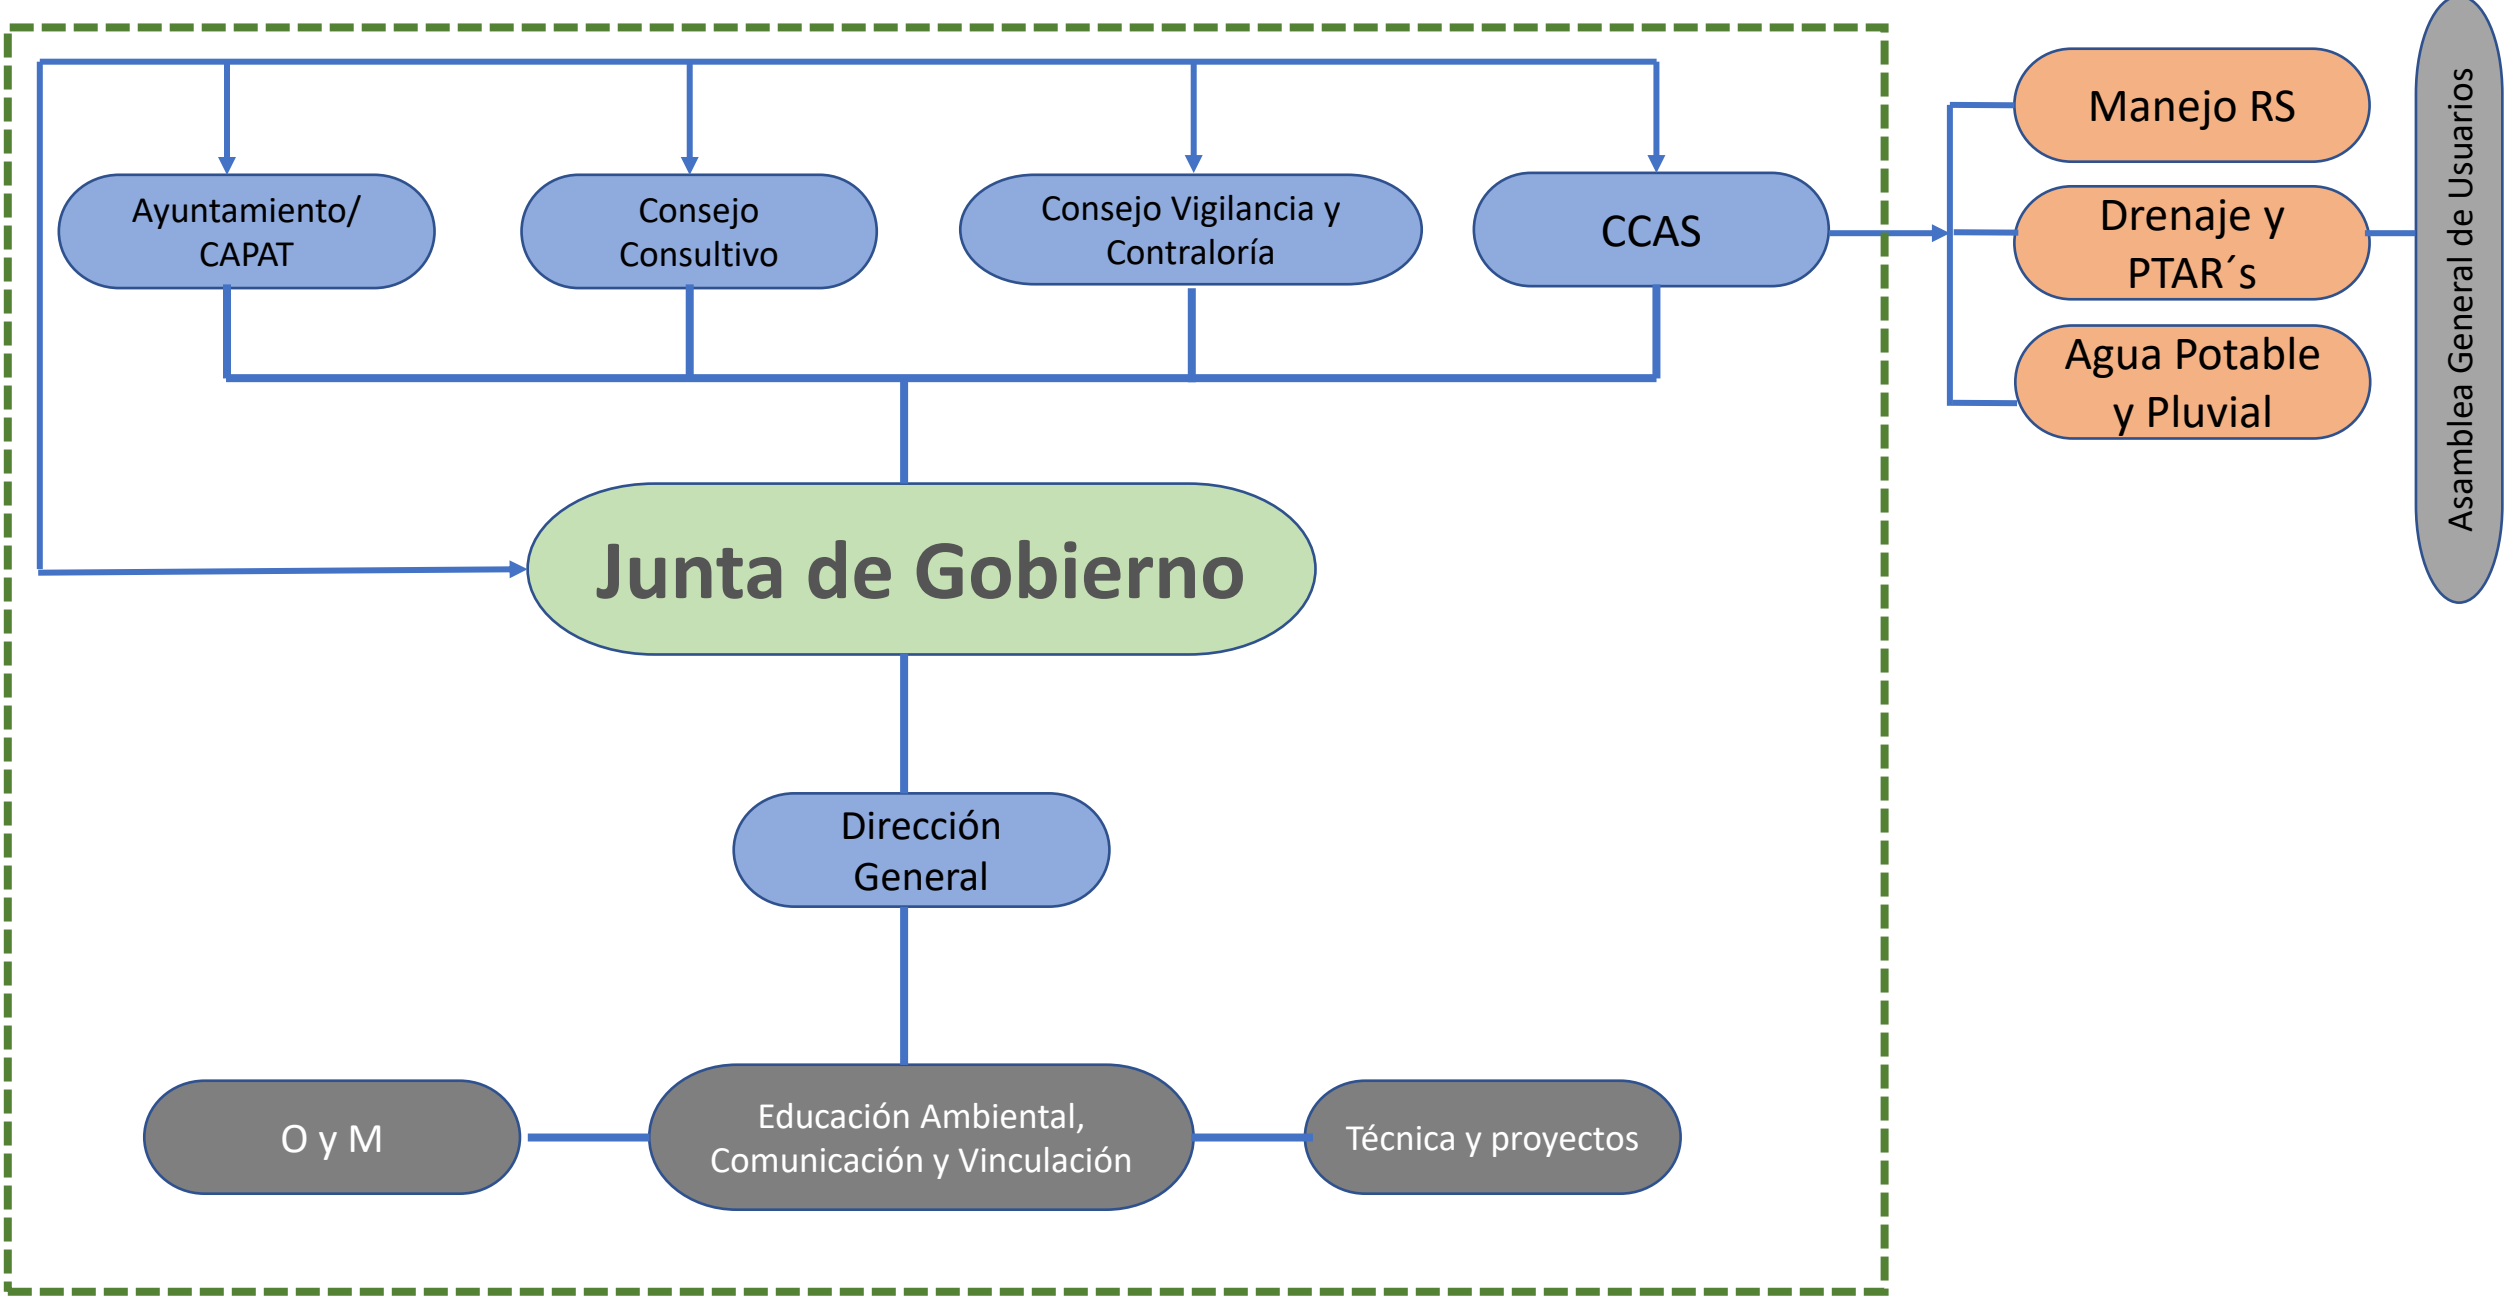 Ayuntamiento/
CAPAT
Consejo
Consultivo
Consejo Vigilancia y
Contraloría
CCAS
Manejo RS
Drenaje y
PTAR´s
Agua Potable
y Pluvial
Asamblea General de Usuarios
Junta de Gobierno
Dirección
General
O y M
Educación Ambiental,
Comunicación y Vinculación
Técnica y proyectos